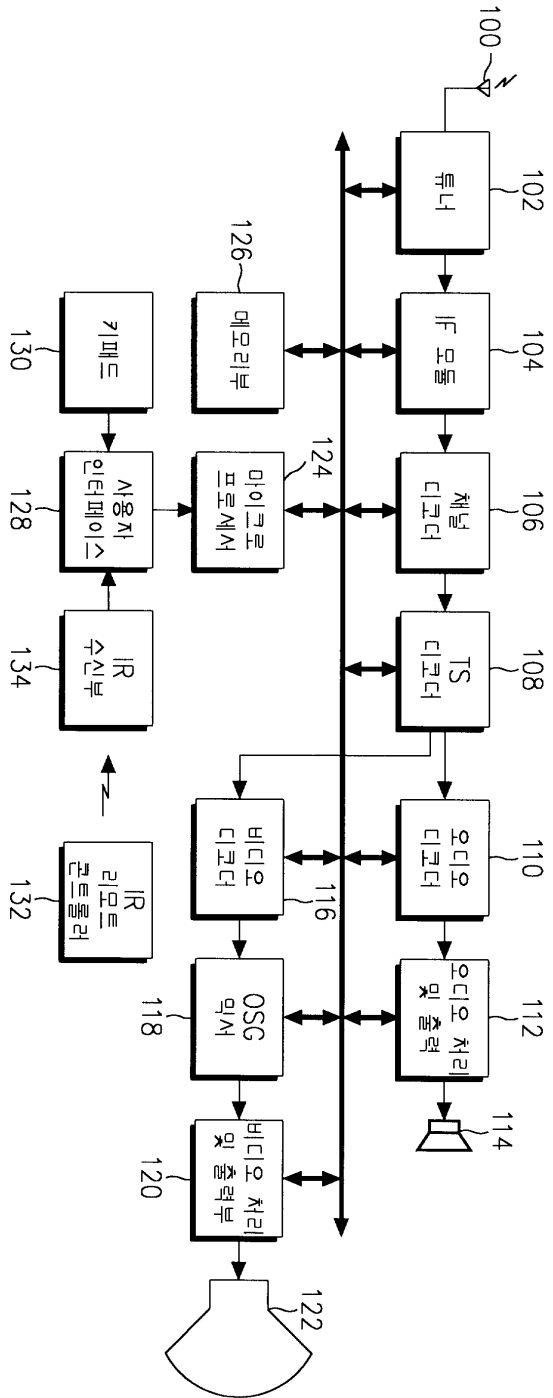 100
102
튜너
104
IF 모듈
106
채널
디코더
108
TS
디코더
110
오디오
디코더
112
오디오 처리
및 출력
114
126
메모리부
124
마이크로
프로세서
116
비디오
디코더
118
OSG
믹서
120
비디오 처리
및 출력부
122
130
키패드
128
사용자
인터페이스
134
IR
수신부
132
IR
리모트
콘트롤러